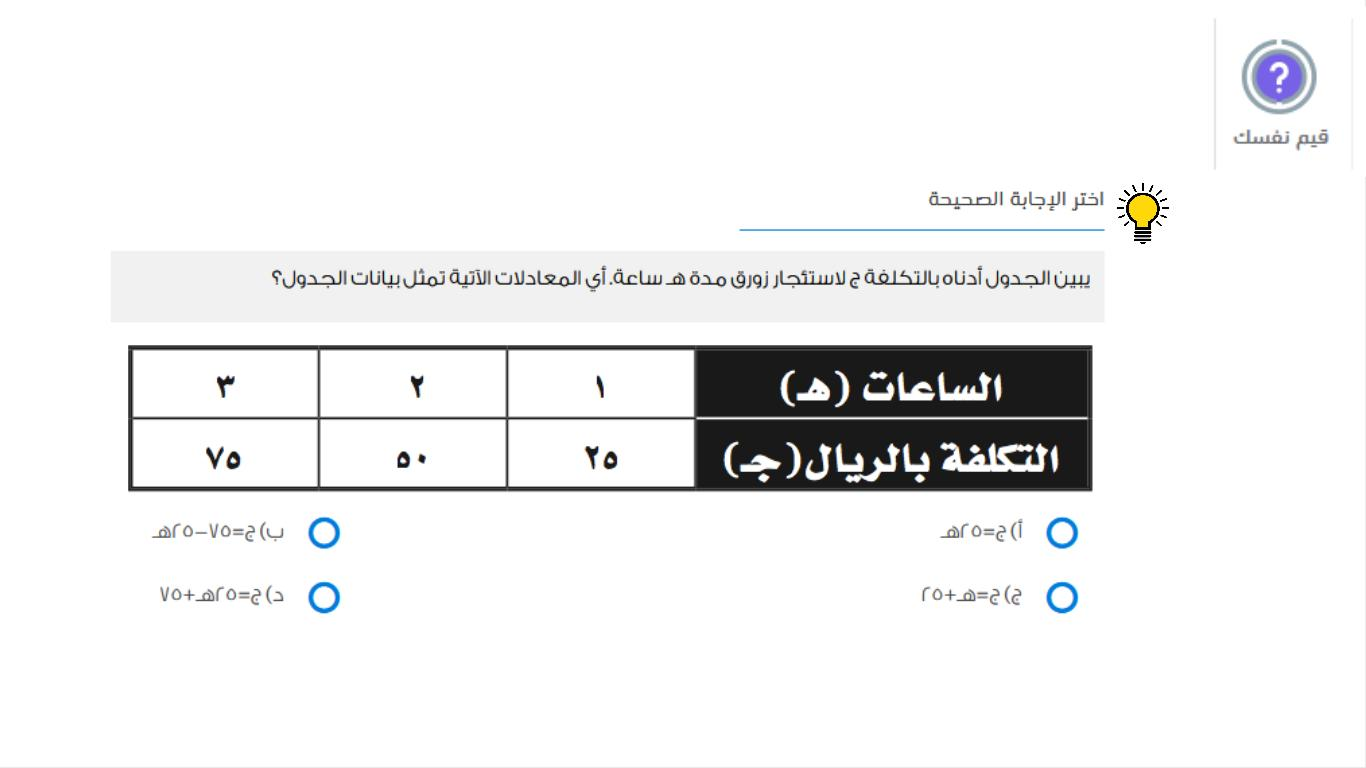 ?
قيم نفسك
اختر الإجابة الصحيحة
يبين الجدول أدناه بالتكلفة ج لاستئجار زورق مدة هـ ساعة. أي المعادلات الآتية تمثل بيانات الجدول؟
الساعات (هـ) ١ ٢ ٣
التكلفة بالريال(جـ) ٢٥ ٥٠ ٧٥
أ) ج=٢٥هـ ب) ج=٧٥–٢٥هـ
ج) ج=هـ+٢٥ د) ج=٢٥هـ+٧٥